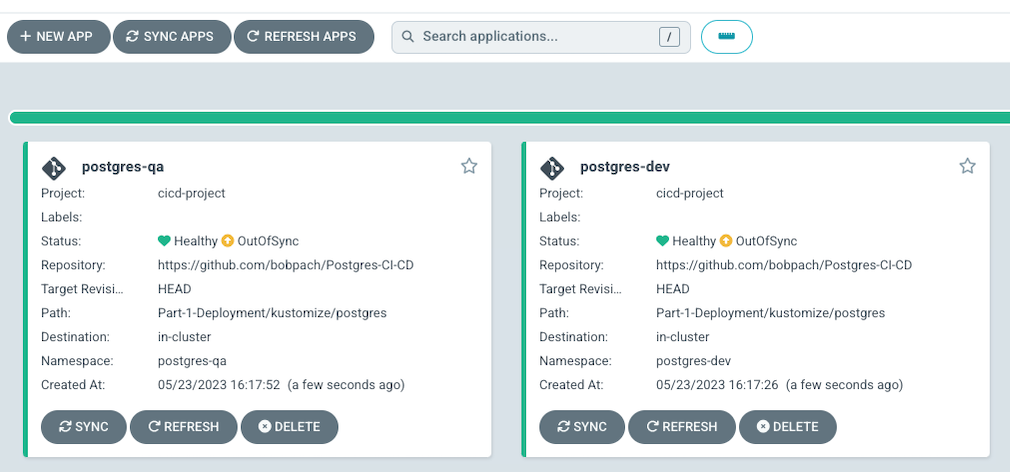 NEW APP SYNC APPS REFRESH APPS Search applications... /
postgres-qa
Project: cicd-project
Labels:
Status: Healthy OutOfSync
Repository: https://github.com/bobpach/Postgres-CI-CD
Target Revisi... HEAD
Path: Part-1-Deployment/kustomize/postgres
Destination: in-cluster
Namespace: postgres-qa
Created At: 05/23/2023 16:17:52 (a few seconds ago)
SYNC REFRESH DELETE
postgres-dev
Project: cicd-project
Labels:
Status: Healthy OutOfSync
Repository: https://github.com/bobpach/Postgres-CI-CD
Target Revisi... HEAD
Path: Part-1-Deployment/kustomize/postgres
Destination: in-cluster
Namespace: postgres-dev
Created At: 05/23/2023 16:17:26 (a few seconds ago)
SYNC REFRESH DELETE